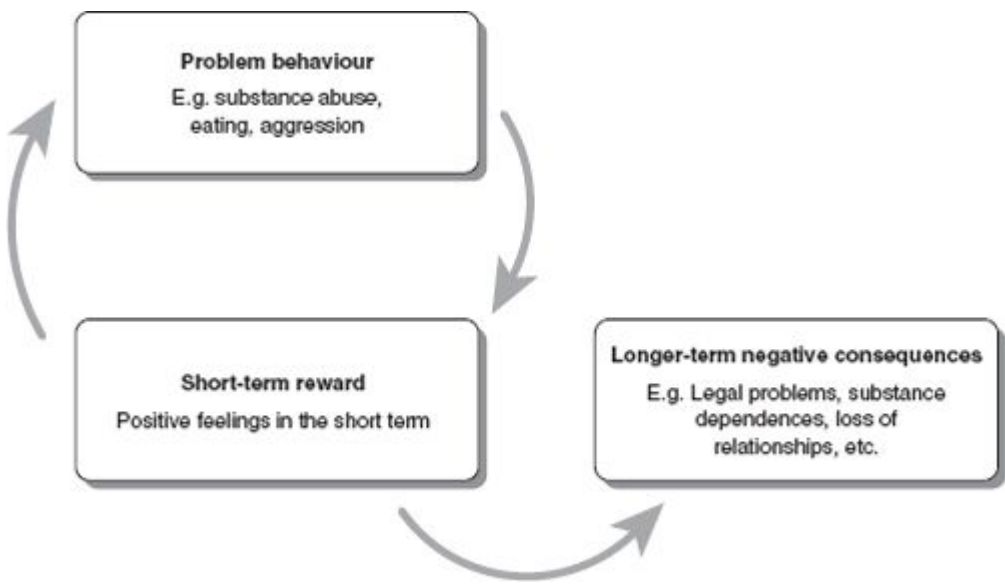 Problem behaviour
E.g. substance abuse,
eating, aggression
Short-term reward
Positive feelings in the short term
Longer-term negative consequences
E.g. Legal problems, substance
dependences, loss of
relationships, etc.